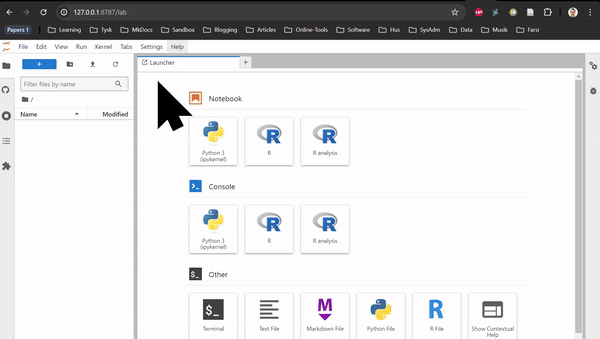 127.0.0.1:8787/lab
Papers 1 Learning Tysk MkDocs Sandbox Blogging Articles Online-Tools Software Hus SysAdm Data Musik Farsi
File Edit View Run Kernel Tabs Settings Help
Launcher
Filter files by name
/
Name Modified
Notebook
Python 3
(ipykernel)
R
R analysis
Console
Python 3
(ipykernel)
R
R analysis
$_ Other
$_
Terminal
Text File
M
Markdown File
Python File
R
R File
Show Contextual
Help